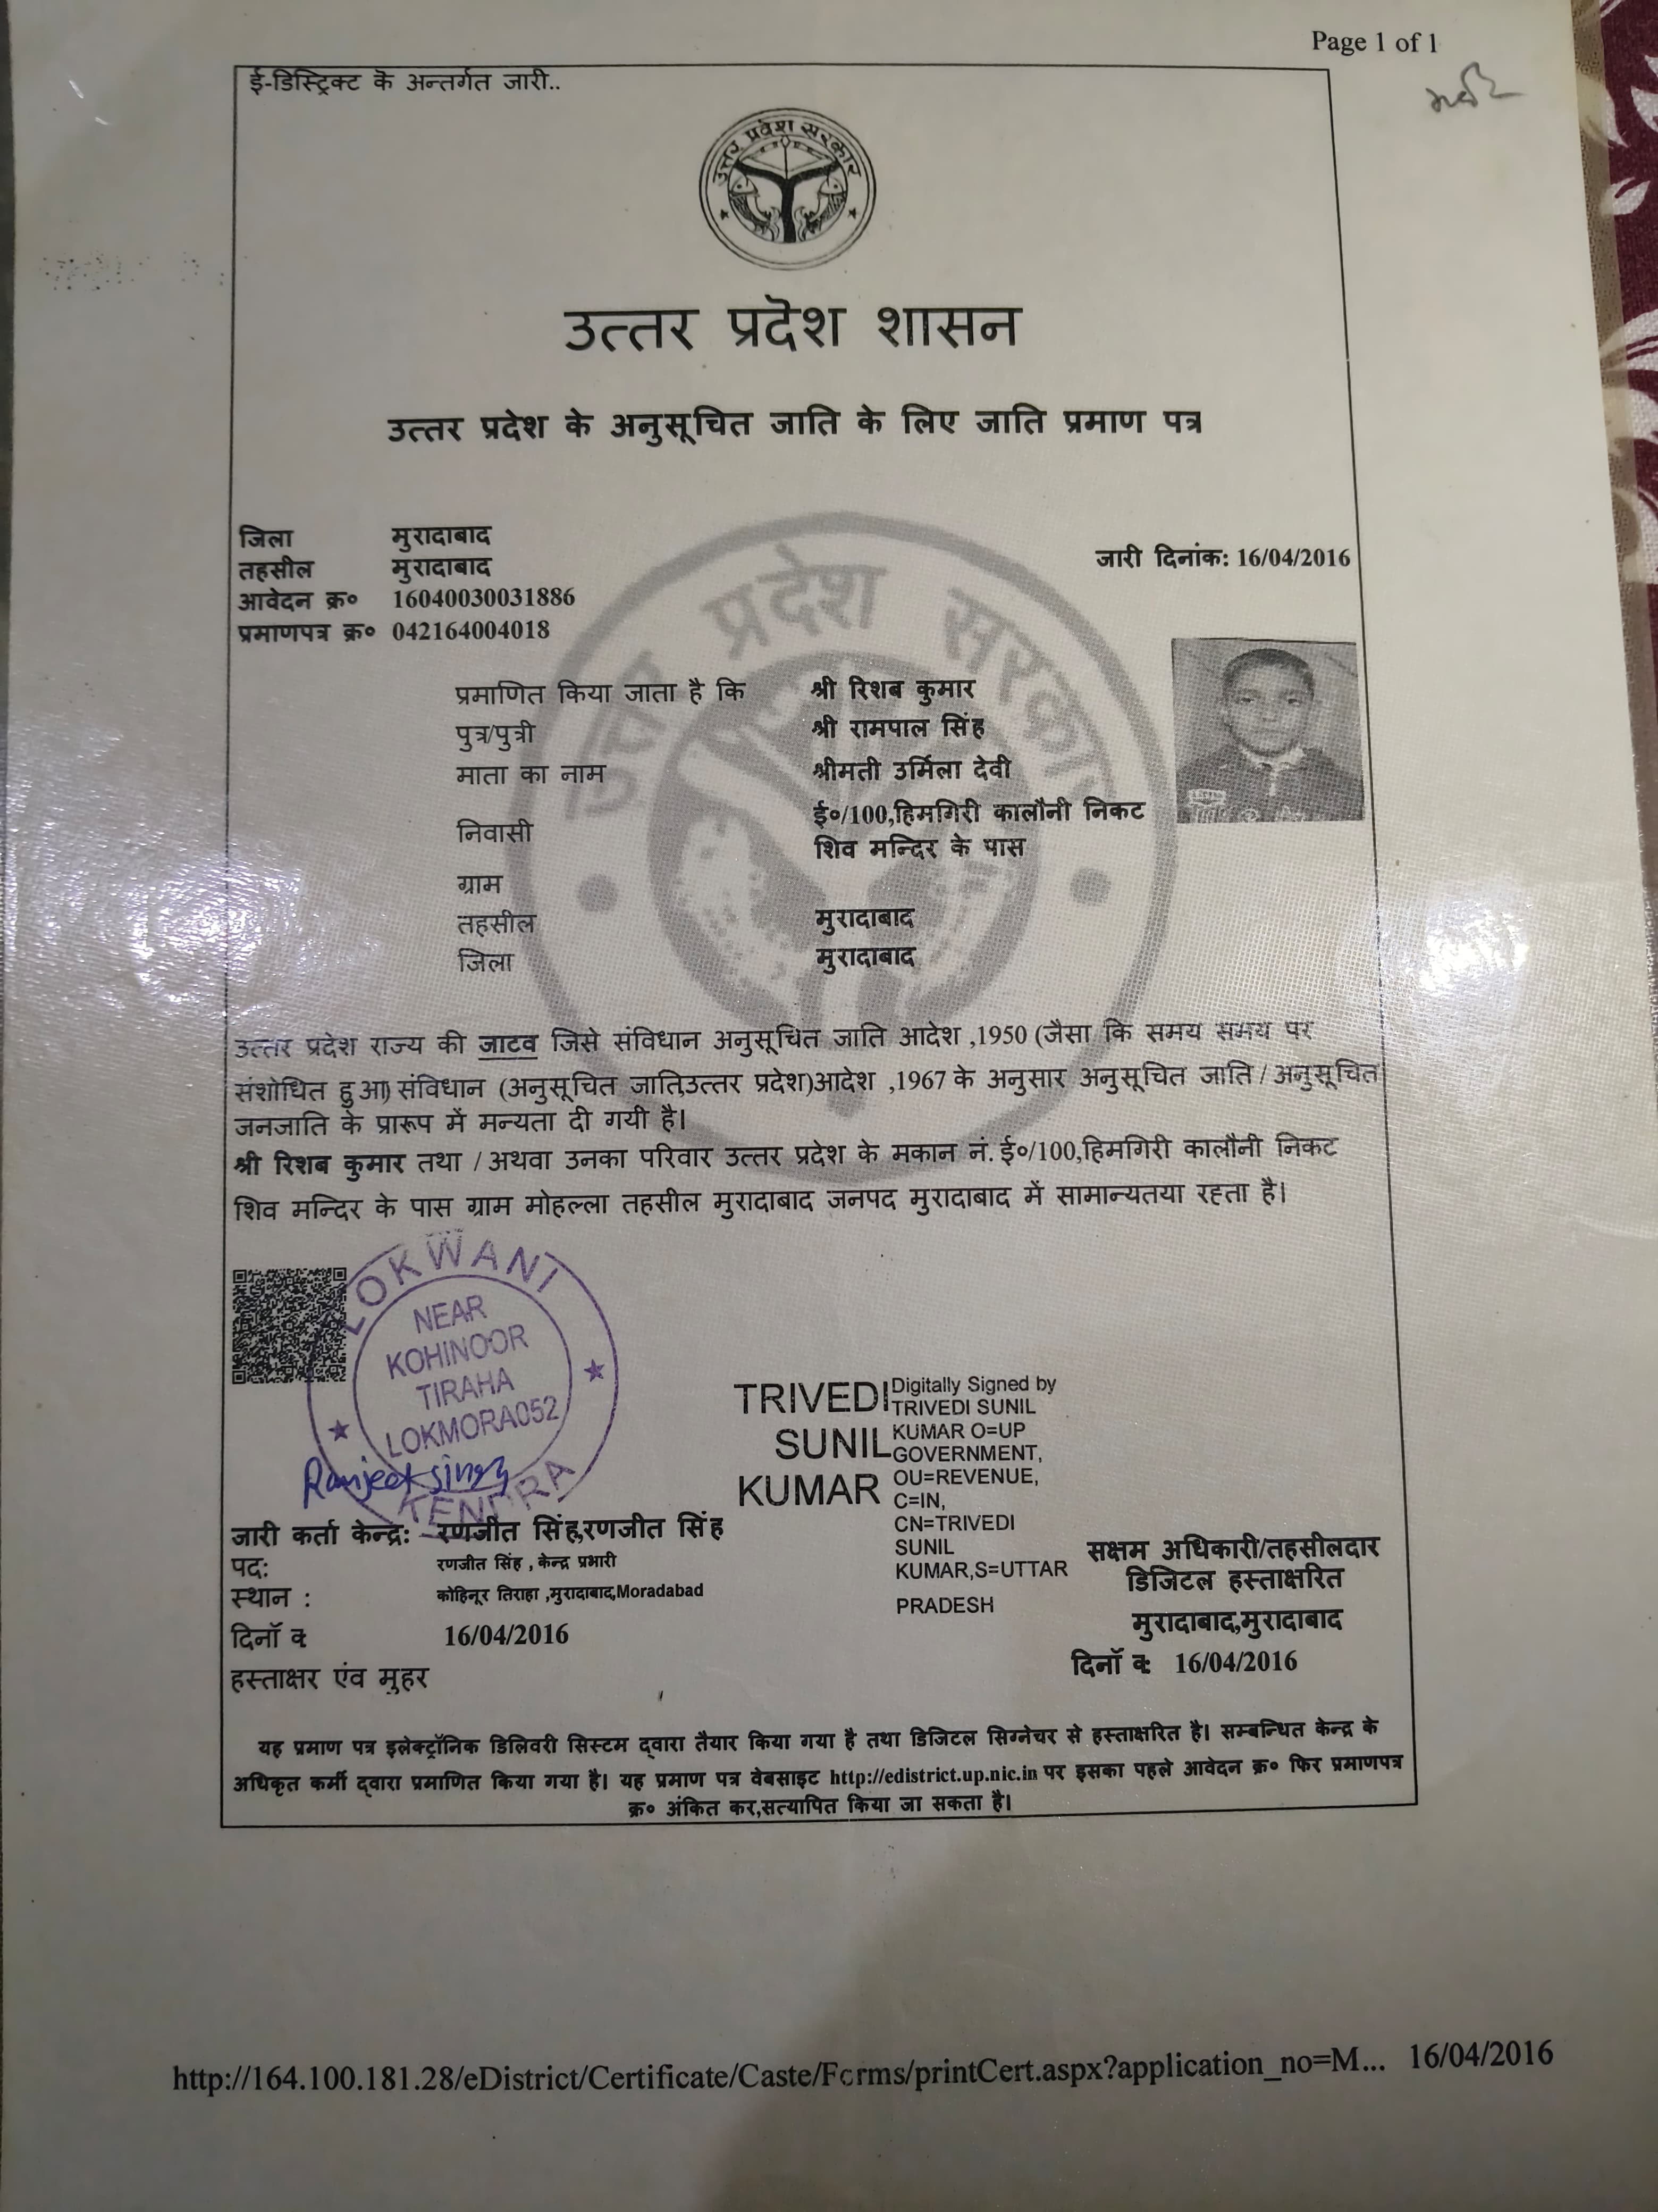 Page 1 of 1
ई-डिस्ट्रिक्ट के अन्तर्गत जारी..
उत्तर प्रदेश सरकार
उत्तर प्रदेश शासन
उत्तर प्रदेश के अनुसूचित जाति के लिए जाति प्रमाण पत्र
जिला मुरादाबाद
तहसील मुरादाबाद
जारी दिनांक: 16/04/2016
आवेदन क्र० 16040030031886
प्रमाणपत्र क्र० 042164004018
उत्तर प्रदेश सरकार
प्रमाणित किया जाता है कि श्री रिशब कुमार
पुत्र/पुत्री श्री रामपाल सिंह
माता का नाम श्रीमती उर्मिला देवी
निवासी ई०/100,हिमगिरी कालौनी निकट
शिव मन्दिर के पास
ग्राम
तहसील मुरादाबाद
जिला मुरादाबाद
उत्तर प्रदेश राज्य की जाटव जिसे संविधान अनुसूचित जाति आदेश ,1950 (जैसा कि समय समय पर
संशोधित हुआ) संविधान (अनुसूचित जाति,उत्तर प्रदेश)आदेश ,1967 के अनुसार अनुसूचित जाति / अनुसूचित
जनजाति के प्रारूप में मन्यता दी गयी है।
श्री रिशब कुमार तथा / अथवा उनका परिवार उत्तर प्रदेश के मकान नं. ई०/100,हिमगिरी कालौनी निकट
शिव मन्दिर के पास ग्राम मोहल्ला तहसील मुरादाबाद जनपद मुरादाबाद में सामान्यतया रहता है।
LOKWANI
NEAR
KOHINOOR
TIRAHA
LOKMORA052
Ranjeet singh
TRIVEDI
SUNIL
KUMAR
Digitally Signed by
TRIVEDI SUNIL
KUMAR O=UP
GOVERNMENT,
OU=REVENUE,
C=IN,
CN=TRIVEDI
SUNIL
KUMAR,S=UTTAR
PRADESH
जारी कर्ता केन्द्र: रणजीत सिंह,रणजीत सिंह
पद: रणजीत सिंह , केन्द्र प्रभारी
स्थान : कोहिनूर तिराहा ,मुरादाबाद,Moradabad
दिनॉक: 16/04/2016
हस्ताक्षर एंव मुहर
सक्षम अधिकारी/तहसीलदार
डिजिटल हस्ताक्षरित
मुरादाबाद,मुरादाबाद
दिनॉक: 16/04/2016
यह प्रमाण पत्र इलेक्ट्रॉनिक डिलिवरी सिस्टम द्वारा तैयार किया गया है तथा डिजिटल सिग्नेचर से हस्ताक्षरित है। सम्बन्धित केन्द्र के
अधिकृत कर्मी द्वारा प्रमाणित किया गया है। यह प्रमाण पत्र वेबसाइट http://edistrict.up.nic.in पर इसका पहले आवेदन क्र० फिर प्रमाणपत्र
क्र० अंकित कर,सत्यापित किया जा सकता है।
http://164.100.181.28/eDistrict/Certificate/Caste/Forms/printCert.aspx?application_no=M... 16/04/2016